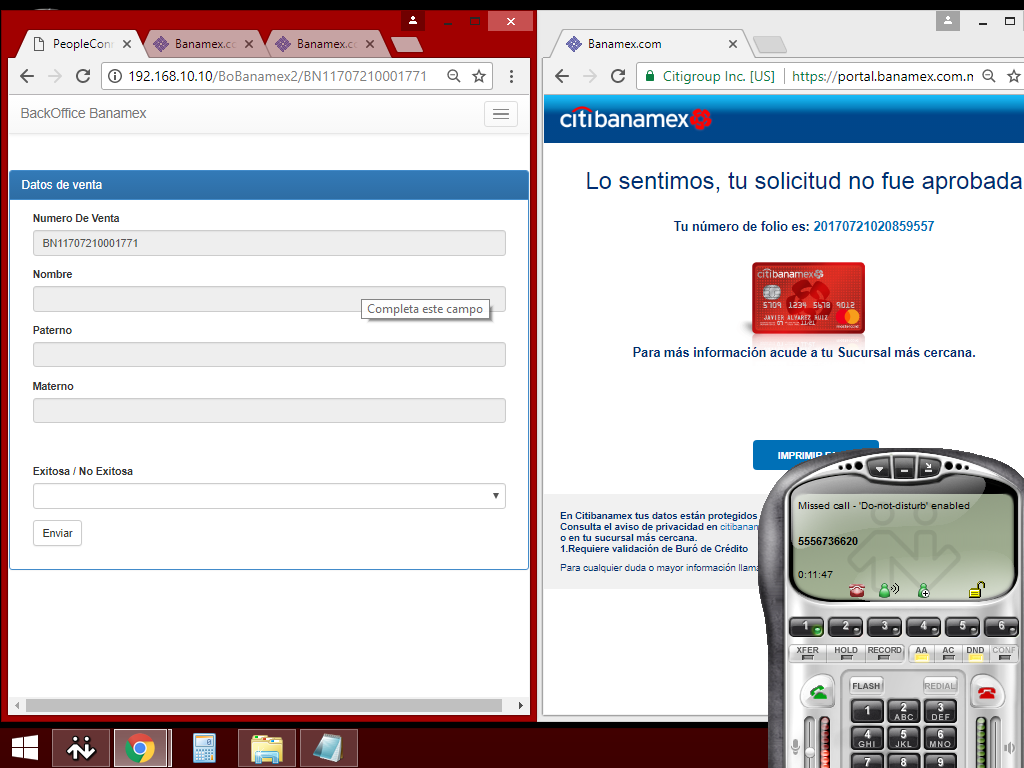 PeopleConn
Banamex.co
Banamex.co
192.168.10.10/BoBanamex2/BN11707210001771
BackOffice Banamex
Datos de venta
Numero De Venta
BN11707210001771
Nombre
Completa este campo
Paterno
Materno
Exitosa / No Exitosa
Enviar
Banamex.com
Citigroup Inc. [US]
https://portal.banamex.com.m
citibanamex
Lo sentimos, tu solicitud no fue aprobada
Tu número de folio es: 20170721020859557
citibanamex
5709 1234 5678 9012
JAVIER ALVAREZ RUIZ
mastercard
Para más información acude a tu Sucursal más cercana.
IMPRIMIR
En Citibanamex tus datos están protegidos
Consulta el aviso de privacidad en citibanam
o en tu sucursal más cercana.
1.Requiere validación de Buró de Crédito
Para cualquier duda o mayor información llama
Missed call - 'Do-not-disturb' enabled
5556736620
0:11:47
1 2 3 4 5 6
XFER HOLD RECORD AA AC DND CONF
FLASH REDIAL
1 2 ABC 3 DEF
4 GHI 5 JKL 6 MNO
7 8 9